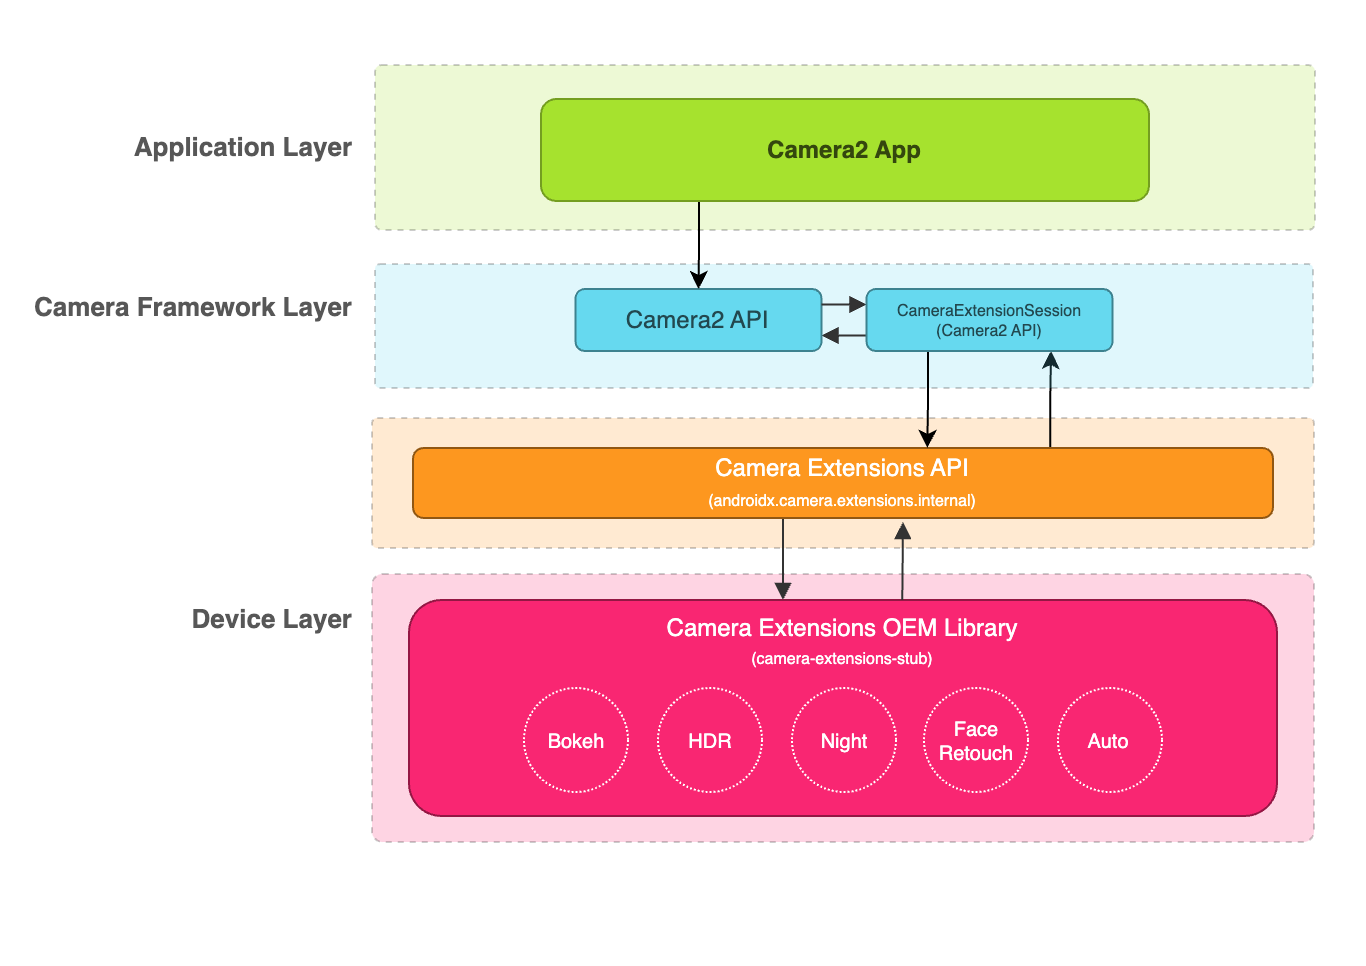 Application Layer
Camera2 App
Camera Framework Layer
Camera2 API
CameraExtensionSession
(Camera2 API)
Camera Extensions API
(androidx.camera.extensions.internal)
Device Layer
Camera Extensions OEM Library
(camera-extensions-stub)
Bokeh
HDR
Night
Face
Retouch
Auto